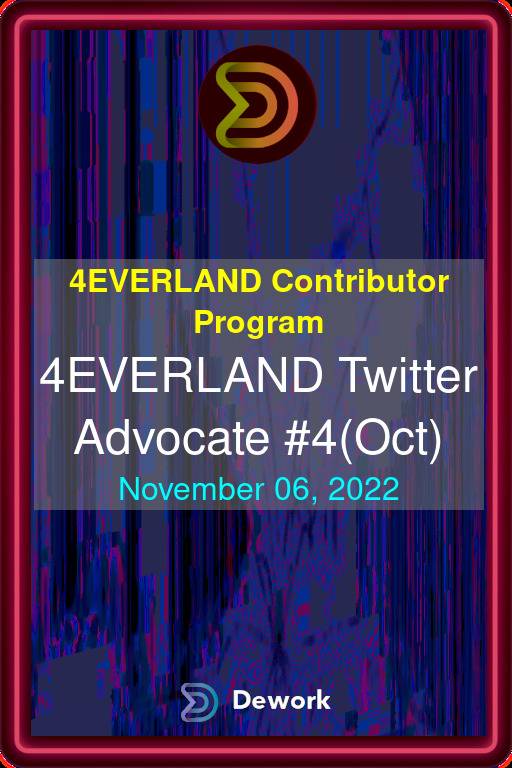 4EVERLAND Contributor
Program
4EVERLAND Twitter
Advocate #4(Oct)
November 06, 2022
Dework